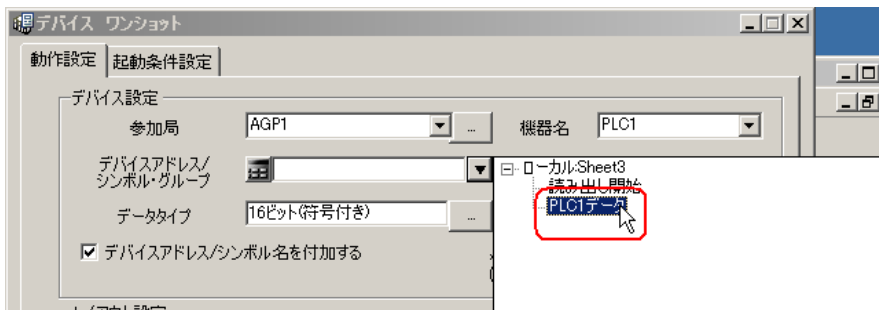 デバイス ワンショット
動作設定 起動条件設定
デバイス設定
参加局 AGP1 ... 機器名 PLC1
デバイスアドレス/
シンボル・グループ
ローカル:Sheet3
読み出し開始
PLC1データ
データタイプ 16ビット(符号付き) ...
デバイスアドレス/シンボル名を付加する